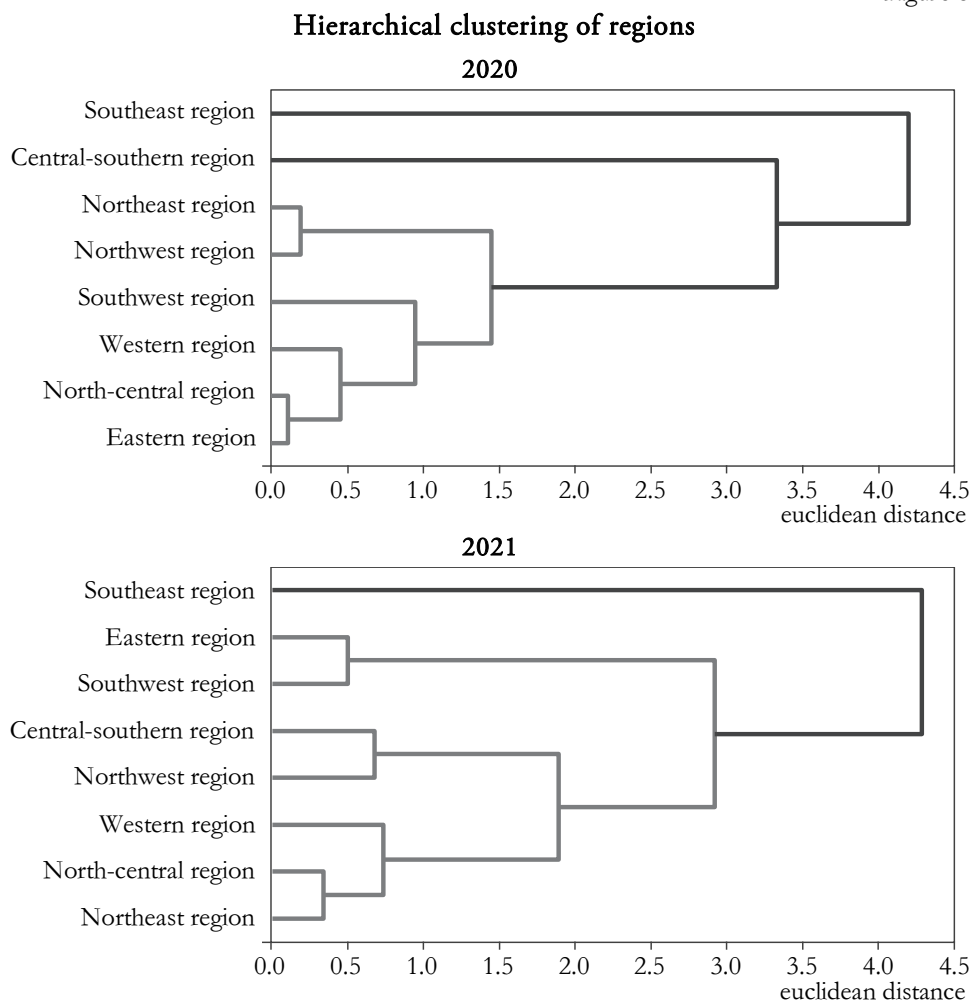 Hierarchical clustering of regions
2020
Southeast region
Central-southern region
Northeast region
Northwest region
Southwest region
Western region
North-central region
Eastern region
0.0 0.5 1.0 1.5 2.0 2.5 3.0 3.5 4.0 4.5
euclidean distance
2021
Southeast region
Eastern region
Southwest region
Central-southern region
Northwest region
Western region
North-central region
Northeast region
0.0 0.5 1.0 1.5 2.0 2.5 3.0 3.5 4.0 4.5
euclidean distance